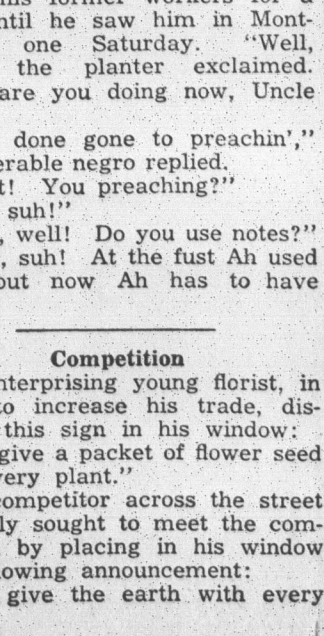 former workers for a
ntil he saw him in Mont-
one Saturday. "Well,
the planter exclaimed.
are you doing now, Uncle
done gone to preachin',"
erable negro replied.
t! You preaching?"
suh!"
, well! Do you use notes?"
, suh! At the fust Ah used
out now Ah has to have
Competition
nterprising young florist, in
to increase his trade, dis-
this sign in his window:
give a packet of flower seed
very plant."
competitor across the street
ly sought to meet the com-
by placing in his window
lowing announcement:
give the earth with every